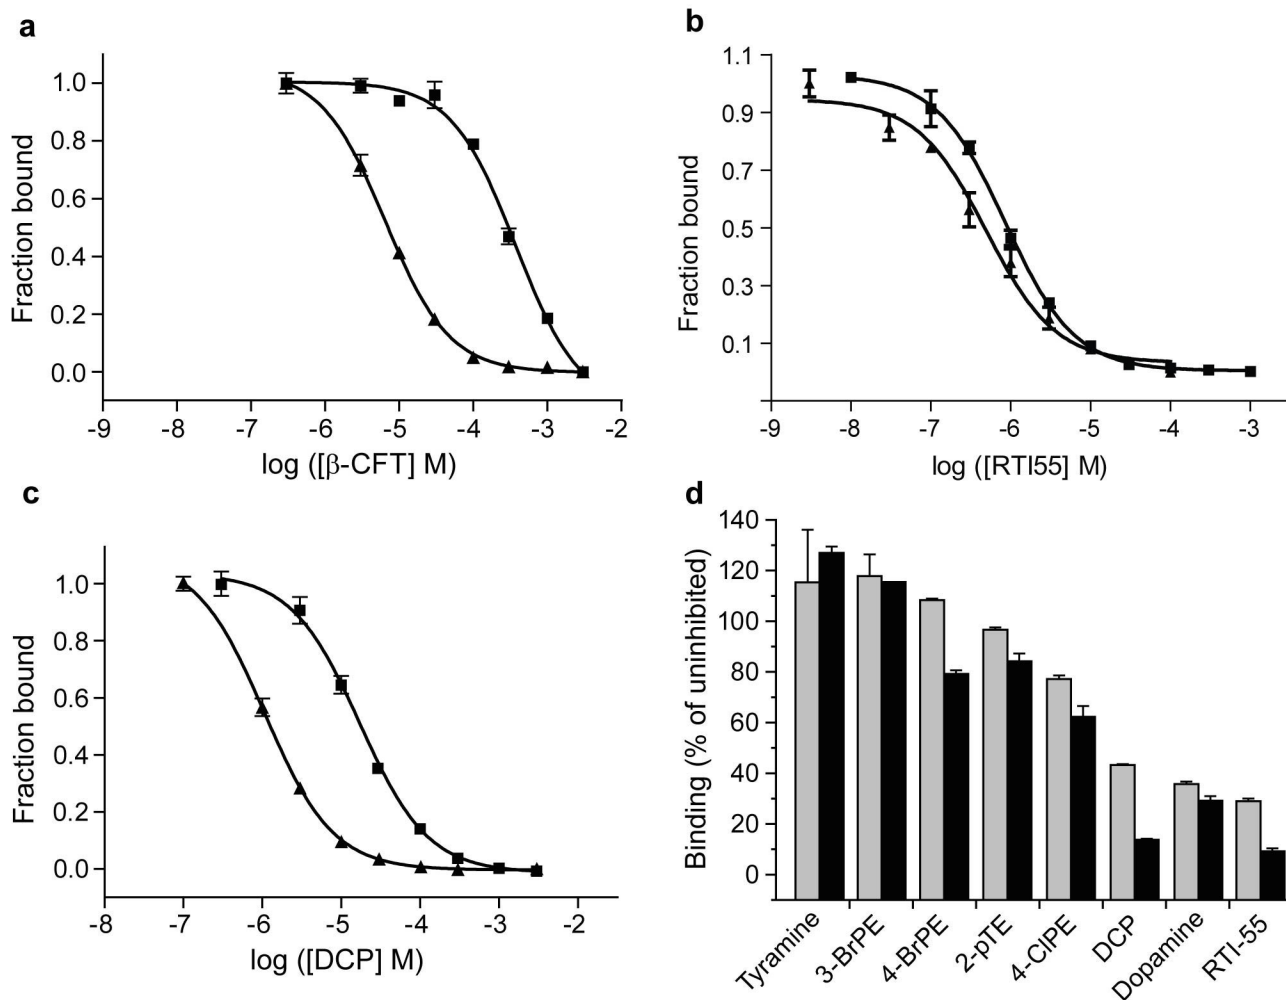 a
Fraction bound
1.0
0.8
0.6
0.4
0.2
0.0
-9 -8 -7 -6 -5 -4 -3 -2
log ([β-CFT] M)
b
Fraction bound
1.1
0.9
0.7
0.5
0.3
0.1
-9 -8 -7 -6 -5 -4 -3
log ([RTI55] M)
c
Fraction bound
1.0
0.8
0.6
0.4
0.2
0.0
-8 -7 -6 -5 -4 -3 -2
log ([DCP] M)
d
Binding (% of uninhibited)
140
120
100
80
60
40
20
0
Tyramine
3-BrPE
4-BrPE
2-pTE
4-ClPE
DCP
Dopamine
RTI-55